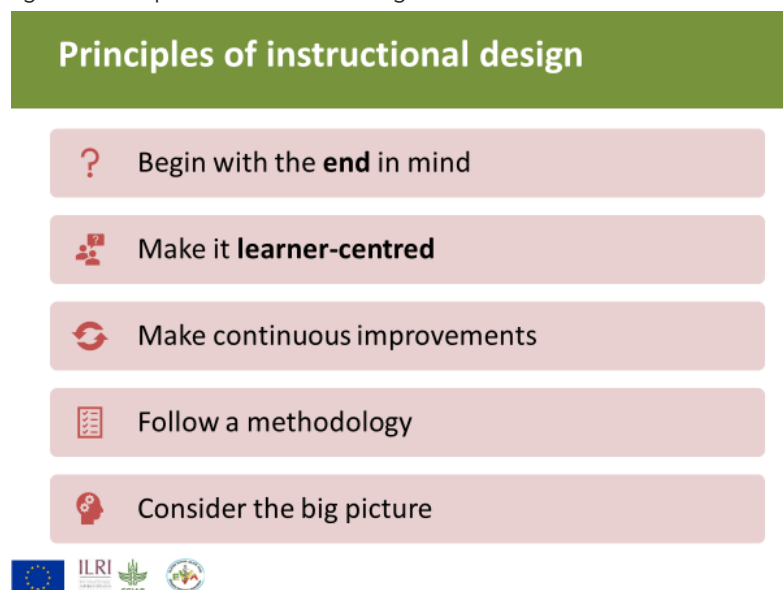 Principles of instructional design
Begin with the end in mind
Make it learner-centred
Make continuous improvements
Follow a methodology
Consider the big picture
ILRI